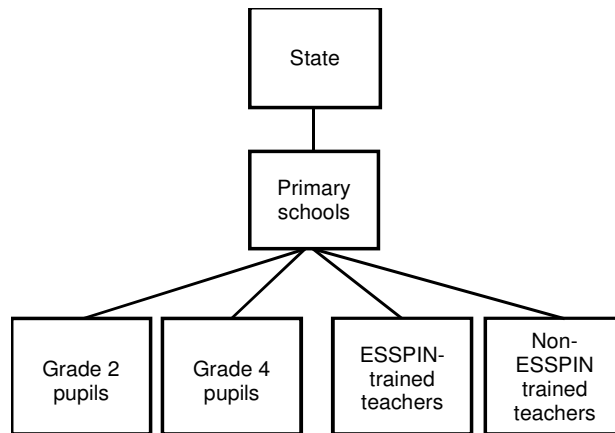 State
Primary
schools
Grade 2
pupils
Grade 4
pupils
ESSPIN-
trained
teachers
Non-
ESSPIN
trained
teachers